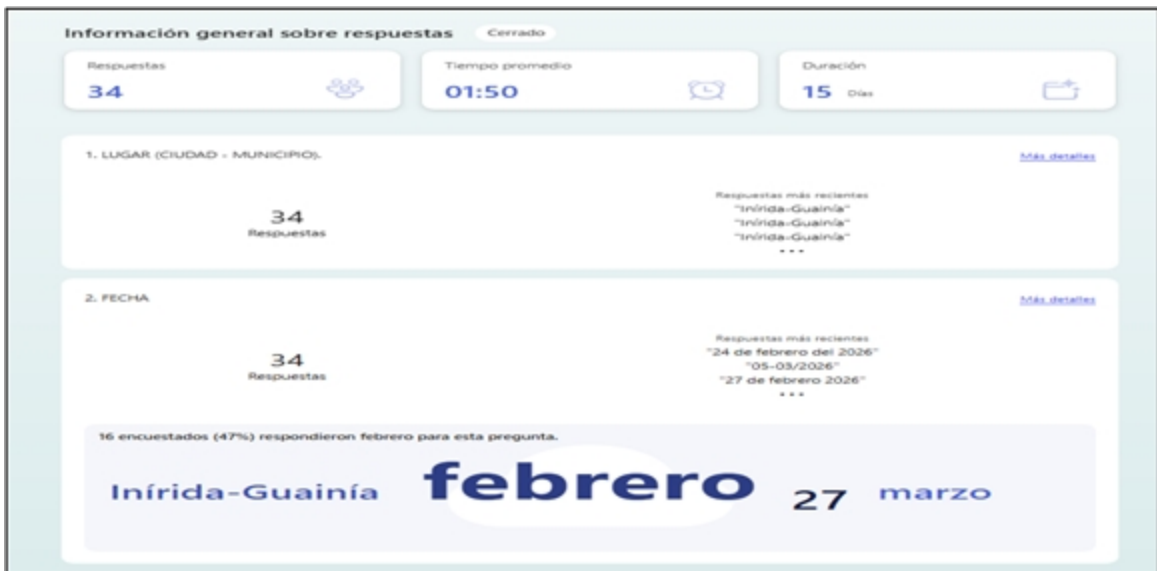 Información general sobre respuestas Cerrado
Respuestas
34
Tiempo promedio
01:50
Duración
15 Días
1. LUGAR (CIUDAD - MUNICIPIO).
Más detalles
34
Respuestas
Respuestas más recientes
"Inírida-Guainía"
"Inírida-Guainía"
"Inírida-Guainía"
...
2. FECHA
Más detalles
34
Respuestas
Respuestas más recientes
"24 de febrero del 2026"
"05-03/2026"
"27 de febrero 2026"
...
16 encuestados (47%) respondieron febrero para esta pregunta.
Inírida-Guainía febrero 27 marzo